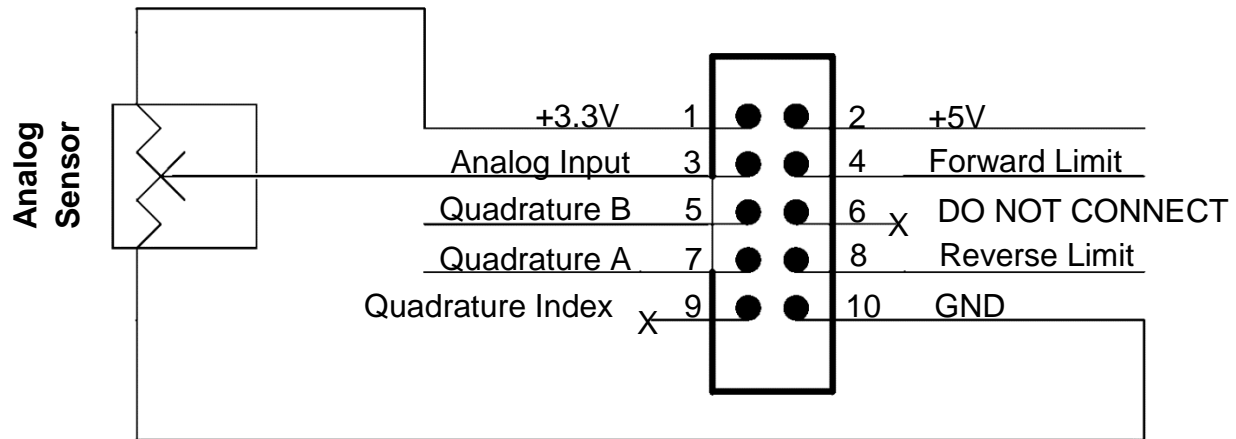 Analog
Sensor
+3.3V 1 2 +5V
Analog Input 3 4 Forward Limit
Quadrature B 5 6 X DO NOT CONNECT
Quadrature A 7 8 Reverse Limit
Quadrature Index X 9 10 GND